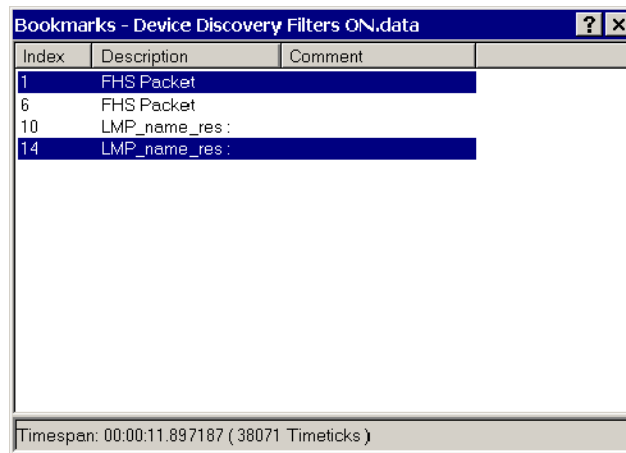 Bookmarks - Device Discovery Filters ON.data ? ×
Index Description Comment
1 FHS Packet
6 FHS Packet
10 LMP_name_res :
14 LMP_name_res :
Timespan: 00:00:11.897187 ( 38071 Timeticks )